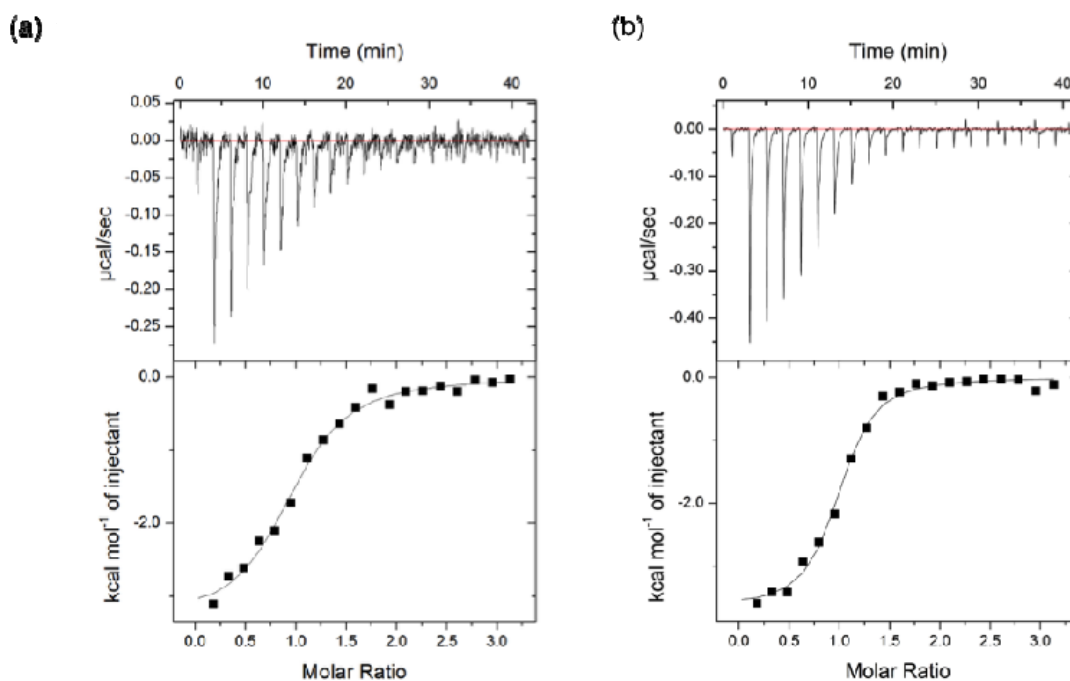 (a)
Time (min)
0 10 20 30 40
0.05
0.00
-0.05
-0.10
-0.15
-0.20
-0.25
µcal/sec
0.0
-2.0
kcal mol⁻¹ of injectant
0.0 0.5 1.0 1.5 2.0 2.5 3.0
Molar Ratio
(b)
Time (min)
0 10 20 30 40
0.00
-0.10
-0.20
-0.30
-0.40
µcal/sec
0.0
-2.0
kcal mol⁻¹ of injectant
0.0 0.5 1.0 1.5 2.0 2.5 3.0
Molar Ratio